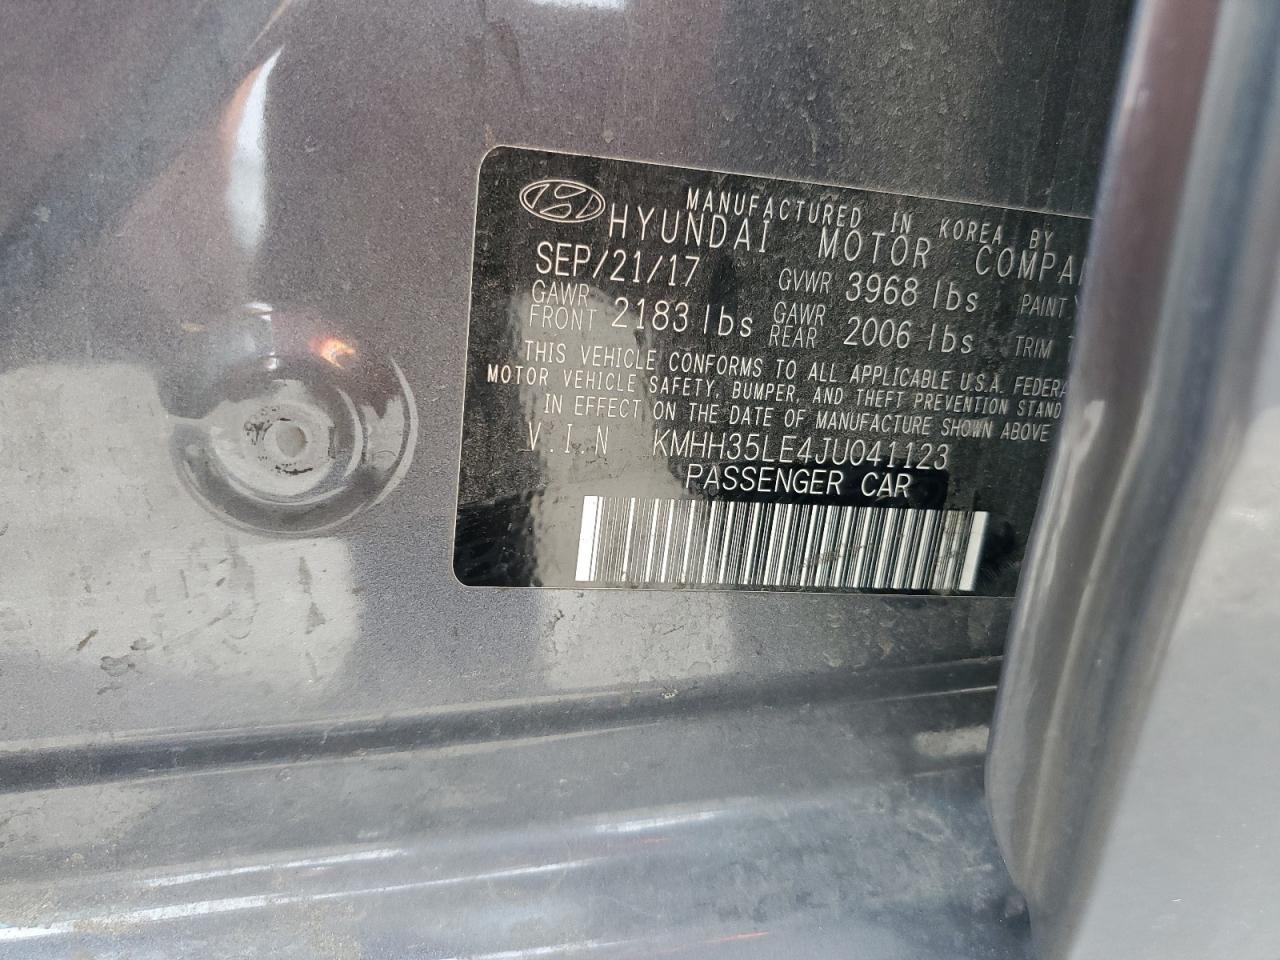 MANUFACTURED IN KOREA BY
HYUNDAI MOTOR
SEP/21/17 GVWR 3968 lbs PAINT
GAWR FRONT 2183 lbs GAWR REAR 2006 lbs TRIM
THIS VEHICLE CONFORMS TO ALL APPLICABLE U.S.A. FEDERA
MOTOR VEHICLE SAFETY, BUMPER, AND THEFT PREVENTION STAND
IN EFFECT ON THE DATE OF MANUFACTURE SHOWN ABOVE
V.I.N KMHH35LE4JU041123
PASSENGER CAR